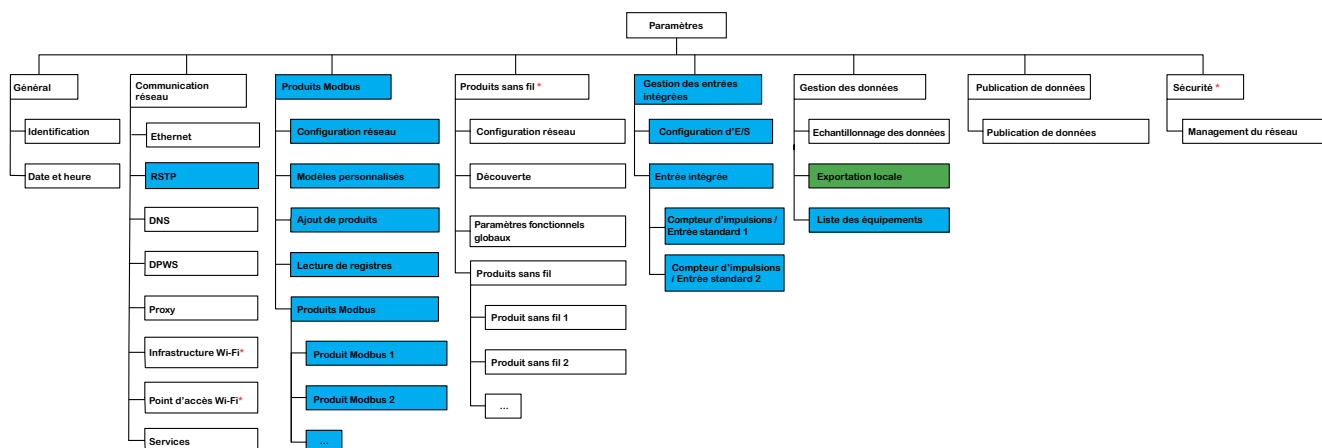 Paramètres
Général
Identification
Date et heure
Communication
réseau
Ethernet
RSTP
DNS
DPWS
Proxy
Infrastructure Wi-Fi*
Point d'accès Wi-Fi*
Services
Produits Modbus
Configuration réseau
Modèles personnalisés
Ajout de produits
Lecture de registres
Produits Modbus
Produit Modbus 1
Produit Modbus 2
...
Produits sans fil *
Configuration réseau
Découverte
Paramètres fonctionnels
globaux
Produits sans fil
Produit sans fil 1
Produit sans fil 2
...
Gestion des entrées
intégrées
Configuration d'E/S
Entrée intégrée
Compteur d'impulsions /
Entrée standard 1
Compteur d'impulsions
/ Entrée standard 2
Gestion des données
Echantillonnage des données
Exportation locale
Liste des équipements
Publication de données
Publication de données
Sécurité *
Management du réseau